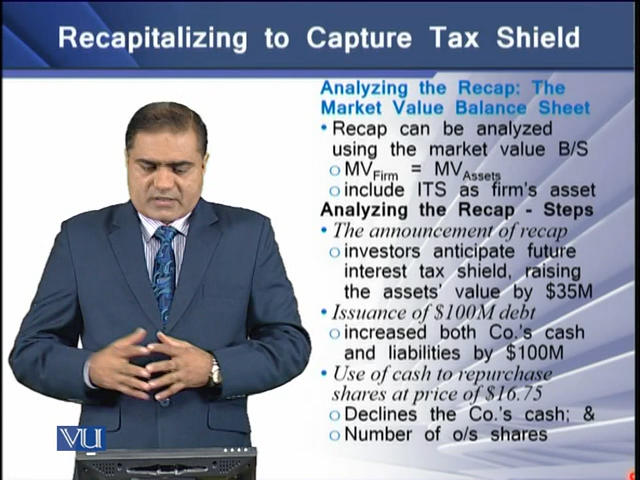 Recapitalizing to Capture Tax Shield
Analyzing the Recap: The
Market Value Balance Sheet
• Recap can be analyzed
using the market value B/S
o MVFirm = MVAssets
o include ITS as firm's asset
Analyzing the Recap - Steps
• The announcement of recap
o investors anticipate future
interest tax shield, raising
the assets' value by $35M
• Issuance of $100M debt
o increased both Co.'s cash
and liabilities by $100M
• Use of cash to repurchase
shares at price of $16.75
o Declines the Co.'s cash; &
o Number of o/s shares
VU